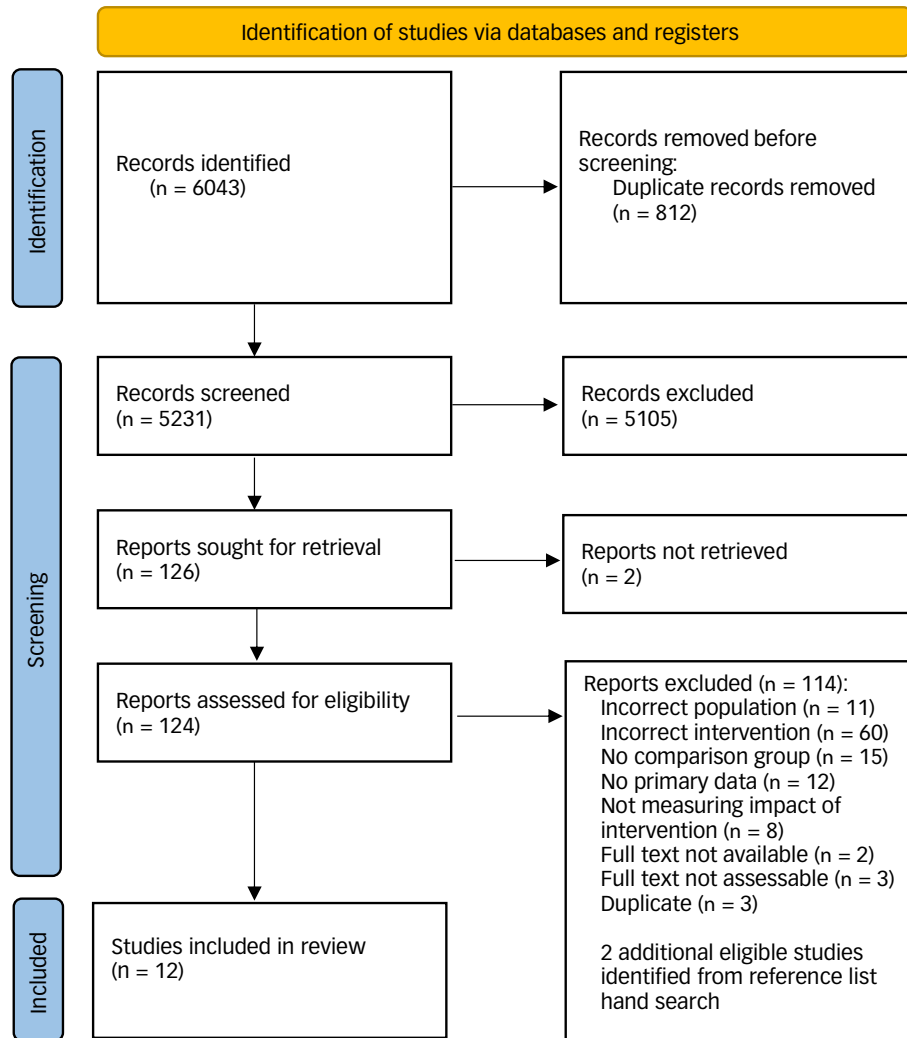 Identification of studies via databases and registers
Identification
Records identified
(n = 6043)
Records removed before
screening:
Duplicate records removed
(n = 812)
Screening
Records screened
(n = 5231)
Records excluded
(n = 5105)
Reports sought for retrieval
(n = 126)
Reports not retrieved
(n = 2)
Reports assessed for eligibility
(n = 124)
Reports excluded (n = 114):
Incorrect population (n = 11)
Incorrect intervention (n = 60)
No comparison group (n = 15)
No primary data (n = 12)
Not measuring impact of
intervention (n = 8)
Full text not available (n = 2)
Full text not assessable (n = 3)
Duplicate (n = 3)
2 additional eligible studies
identified from reference list
hand search
Included
Studies included in review
(n = 12)